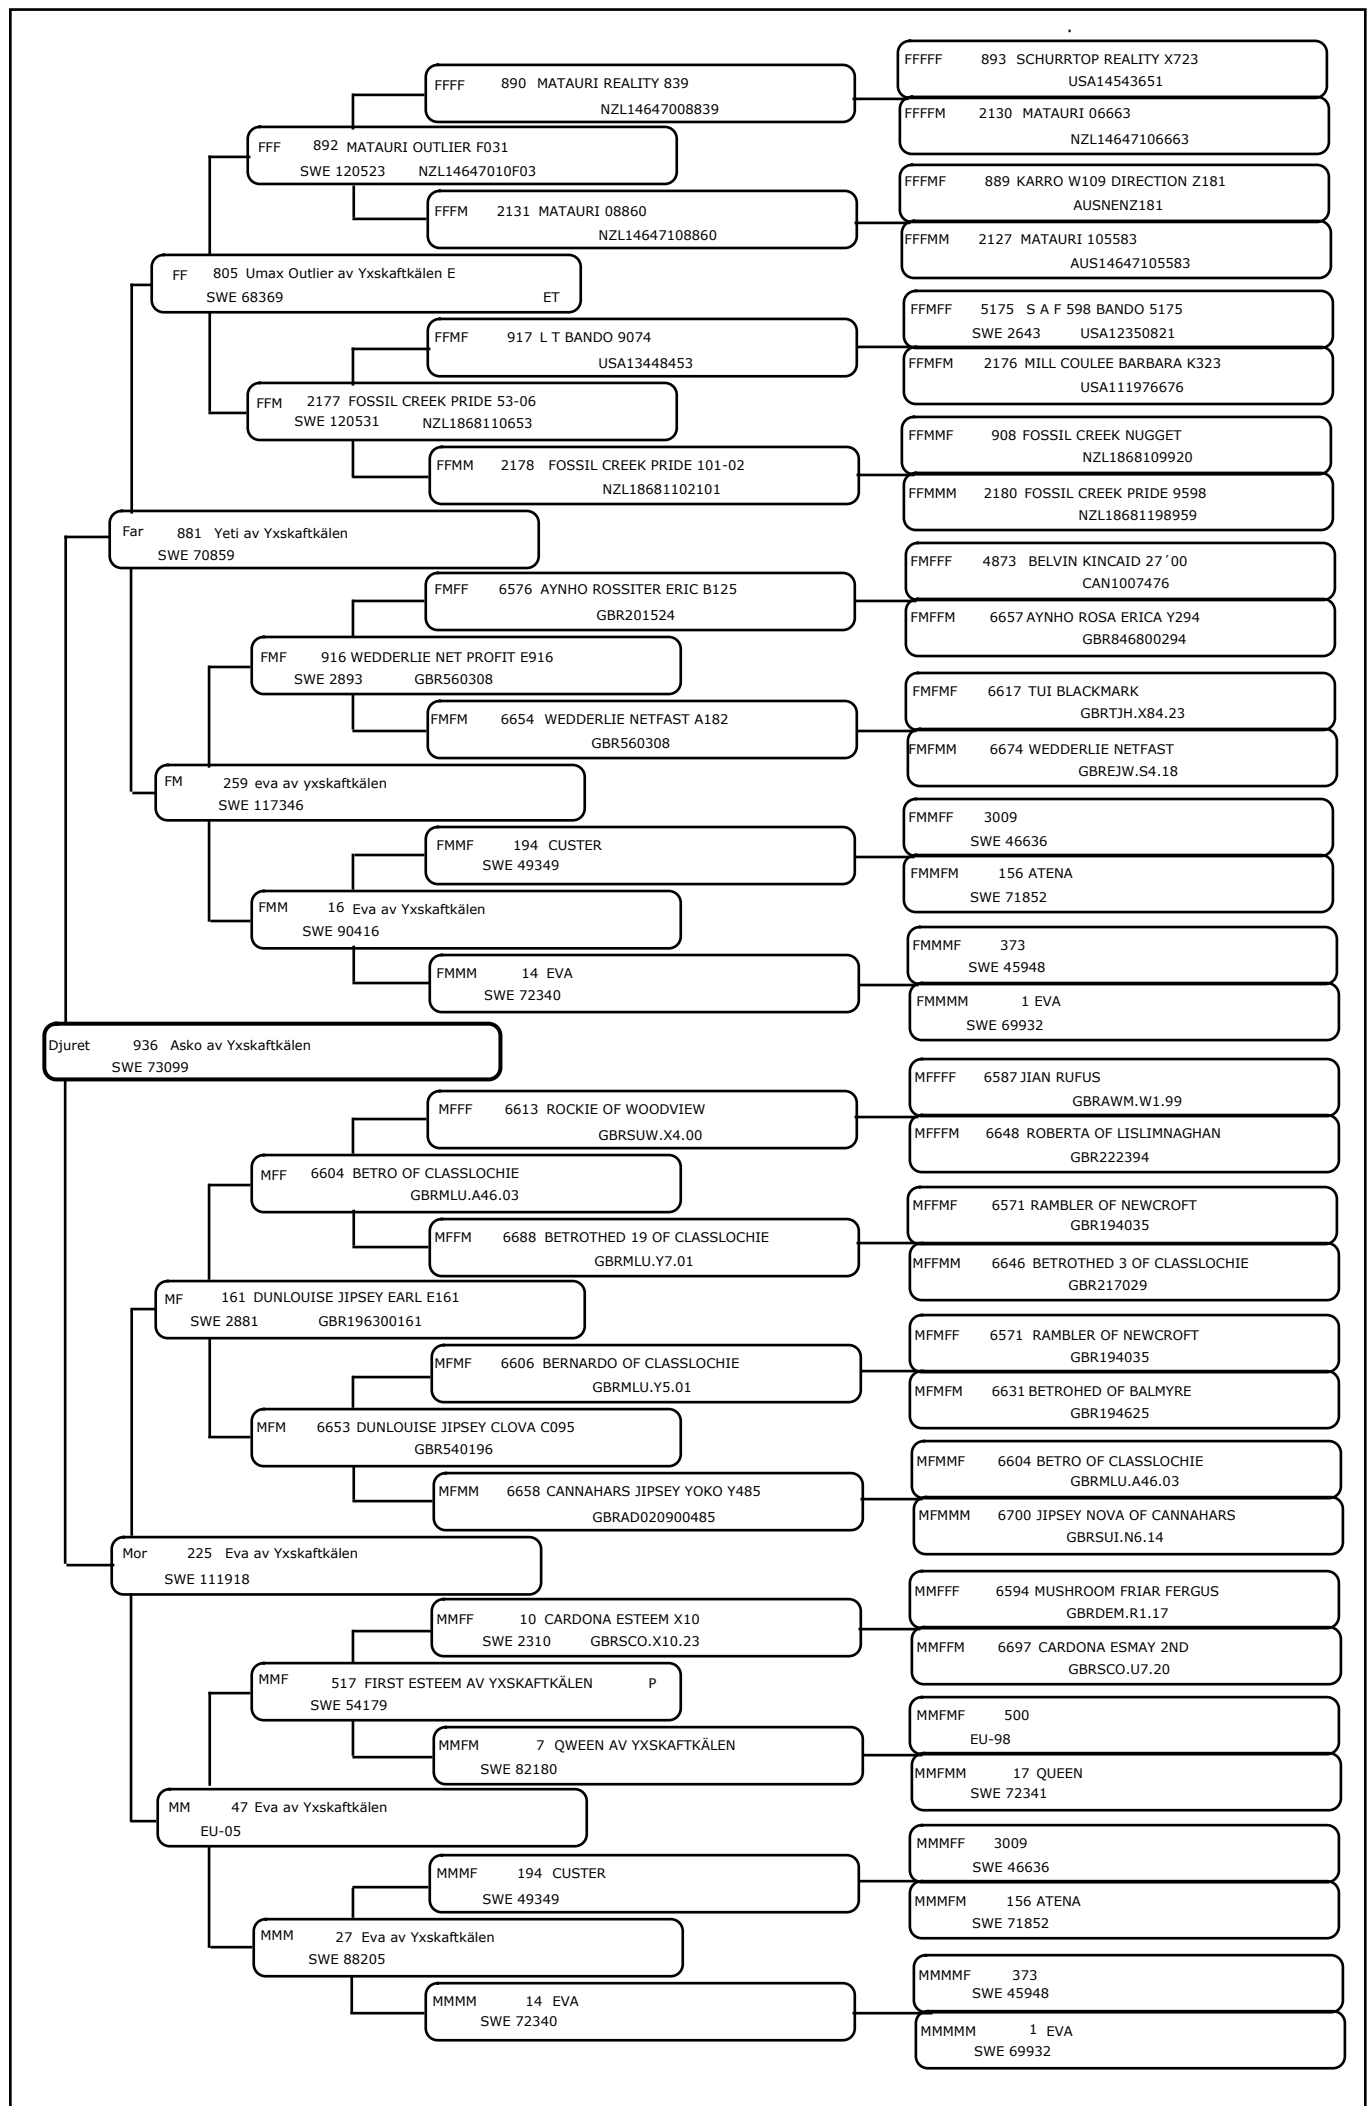 FFFFF 893 SCHURRTOP REALITY X723
USA14543651
FFFF 890 MATAURI REALITY 839
NZL14647008839
FFFFM 2130 MATAURI 06663
NZL14647106663
FFF 892 MATAURI OUTLIER F031
SWE 120523 NZL14647010F03
FFFMF 889 KARRO W109 DIRECTION Z181
AUSNENZ181
FFFM 2131 MATAURI 08860
NZL14647108860
FFFMM 2127 MATAURI 105583
AUS14647105583
FF 805 Umax Outlier av Yxskaftkälen E
SWE 68369 ET
FFMFF 5175 S A F 598 BANDO 5175
SWE 2643 USA12350821
FFMF 917 L T BANDO 9074
USA13448453
FFMFM 2176 MILL COULEE BARBARA K323
USA111976676
FFM 2177 FOSSIL CREEK PRIDE 53-06
SWE 120531 NZL1868110653
FFMMF 908 FOSSIL CREEK NUGGET
NZL1868109920
FFMM 2178 FOSSIL CREEK PRIDE 101-02
NZL18681102101
FFMMM 2180 FOSSIL CREEK PRIDE 9598
NZL18681198959
Far 881 Yeti av Yxskaftkälen
SWE 70859
FMFFF 4873 BELVIN KINCAID 27´00
CAN1007476
FMFF 6576 AYNHO ROSSITER ERIC B125
GBR201524
FMFFM 6657 AYNHO ROSA ERICA Y294
GBR846800294
FMF 916 WEDDERLIE NET PROFIT E916
SWE 2893 GBR560308
FMFMF 6617 TUI BLACKMARK
GBRTJH.X84.23
FMFM 6654 WEDDERLIE NETFAST A182
GBR560308
FMFMM 6674 WEDDERLIE NETFAST
GBREJW.S4.18
FM 259 eva av yxskaftkälen
SWE 117346
FMMFF 3009
SWE 46636
FMMF 194 CUSTER
SWE 49349
FMMFM 156 ATENA
SWE 71852
FMM 16 Eva av Yxskaftkälen
SWE 90416
FMMMF 373
SWE 45948
FMMM 14 EVA
SWE 72340
FMMMM 1 EVA
SWE 69932
Djuret 936 Asko av Yxskaftkälen
SWE 73099
MFFFF 6587 JIAN RUFUS
GBRAWM.W1.99
MFFF 6613 ROCKIE OF WOODVIEW
GBRSUW.X4.00
MFFFM 6648 ROBERTA OF LISLIMNAGHAN
GBR222394
MFF 6604 BETRO OF CLASSLOCHIE
GBRMLU.A46.03
MFFMF 6571 RAMBLER OF NEWCROFT
GBR194035
MFFM 6688 BETROTHED 19 OF CLASSLOCHIE
GBRMLU.Y7.01
MFFMM 6646 BETROTHED 3 OF CLASSLOCHIE
GBR217029
MF 161 DUNLOUISE JIPSEY EARL E161
SWE 2881 GBR196300161
MFMFF 6571 RAMBLER OF NEWCROFT
GBR194035
MFMF 6606 BERNARDO OF CLASSLOCHIE
GBRMLU.Y5.01
MFMFM 6631 BETROHED OF BALMYRE
GBR194625
MFM 6653 DUNLOUISE JIPSEY CLOVA C095
GBR540196
MFMMF 6604 BETRO OF CLASSLOCHIE
GBRMLU.A46.03
MFMM 6658 CANNAHARS JIPSEY YOKO Y485
GBRAD020900485
MFMMM 6700 JIPSEY NOVA OF CANNAHARS
GBRSUI.N6.14
Mor 225 Eva av Yxskaftkälen
SWE 111918
MMFFF 6594 MUSHROOM FRIAR FERGUS
GBRDEM.R1.17
MMFF 10 CARDONA ESTEEM X10
SWE 2310 GBRSCO.X10.23
MMFFM 6697 CARDONA ESMAY 2ND
GBRSCO.U7.20
MMF 517 FIRST ESTEEM AV YXSKAFTKÄLEN P
SWE 54179
MMFMF 500
EU-98
MMFM 7 QWEEN AV YXSKAFTKÄLEN
SWE 82180
MMFMM 17 QUEEN
SWE 72341
MM 47 Eva av Yxskaftkälen
EU-05
MMMFF 3009
SWE 46636
MMMF 194 CUSTER
SWE 49349
MMMFM 156 ATENA
SWE 71852
MMM 27 Eva av Yxskaftkälen
SWE 88205
MMMMF 373
SWE 45948
MMMM 14 EVA
SWE 72340
MMMMM 1 EVA
SWE 69932